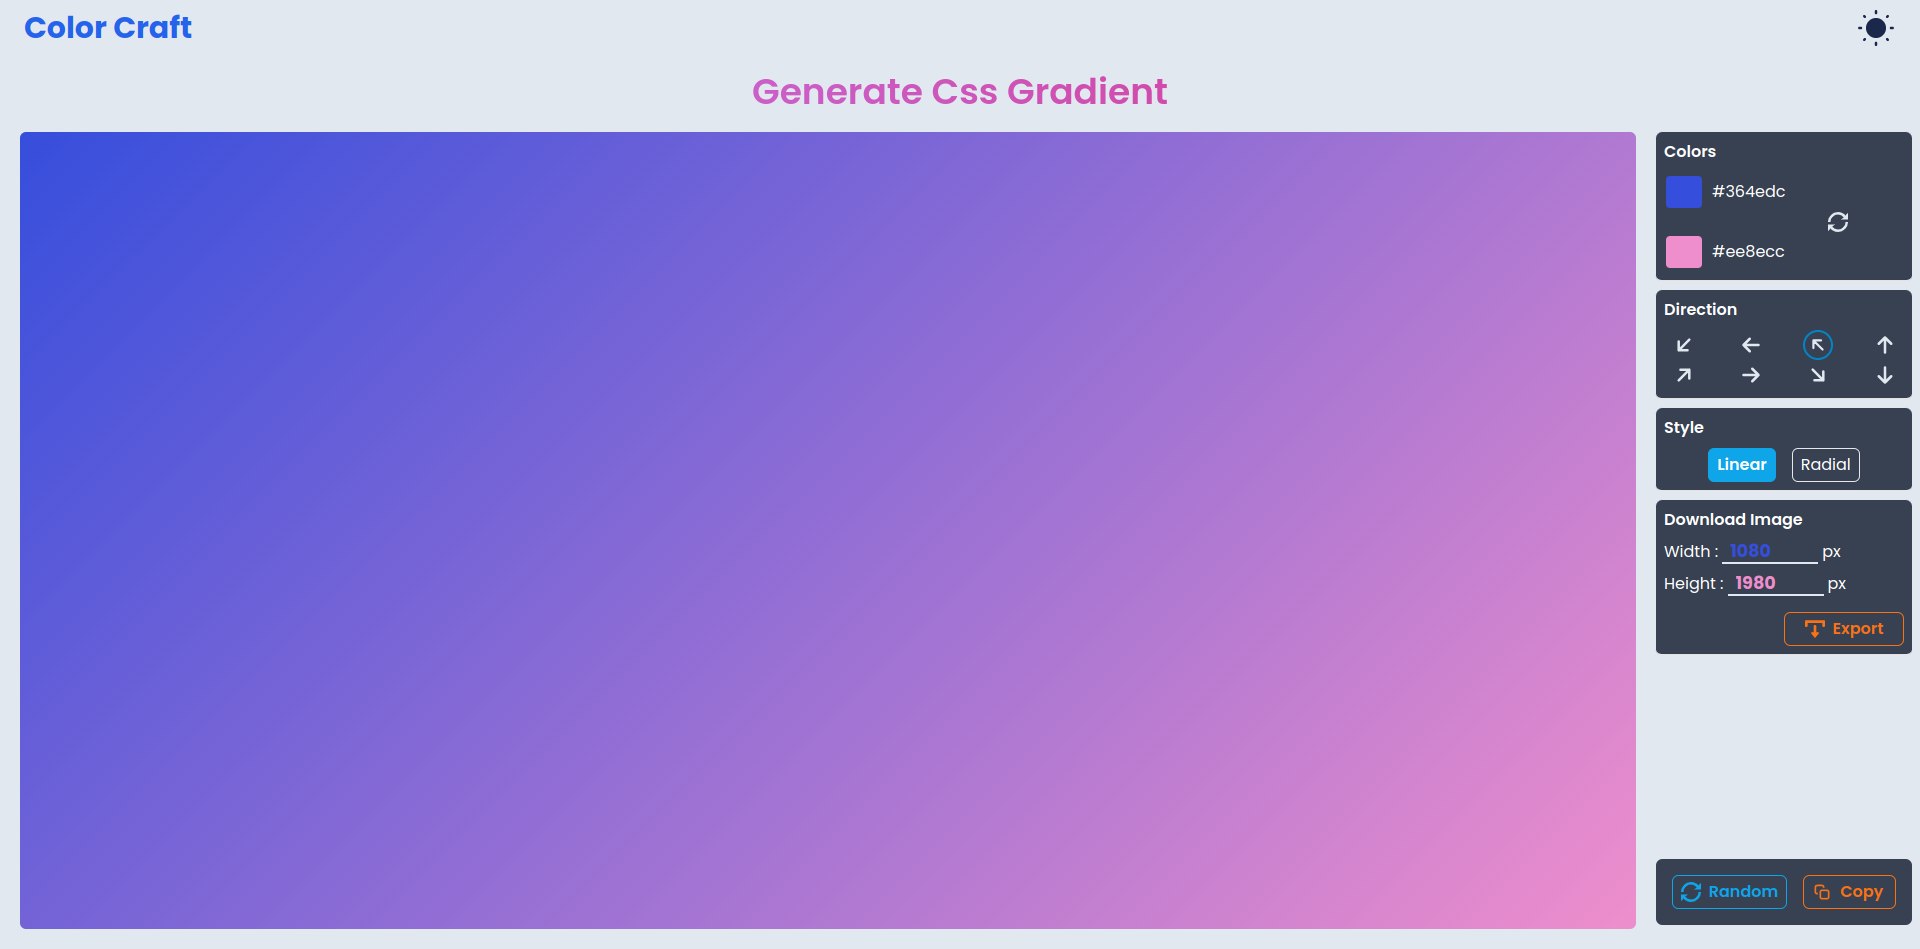 Color Craft
Generate Css Gradient
Colors
#364edc
#ee8ecc
Direction
Style
Linear Radial
Download Image
Width : 1080 px
Height : 1980 px
Export
Random Copy